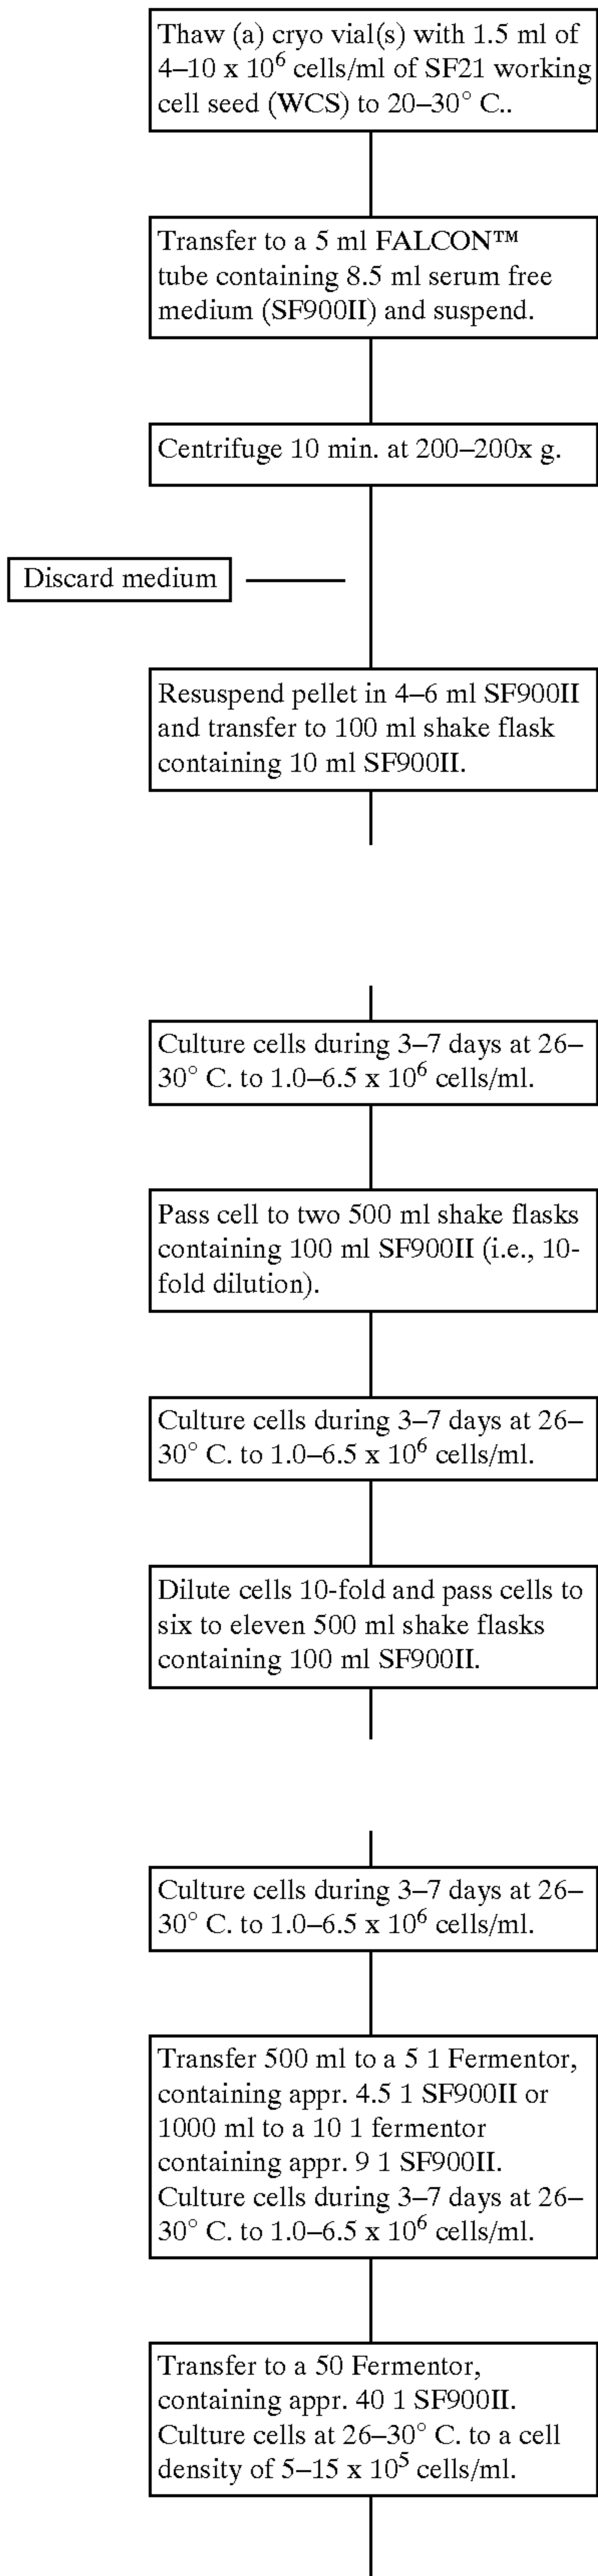 Thaw (a) cryo vial(s) with 1.5 ml of
4–10 x 10⁶ cells/ml of SF21 working
cell seed (WCS) to 20–30° C..
Transfer to a 5 ml FALCON™
tube containing 8.5 ml serum free
medium (SF900II) and suspend.
Centrifuge 10 min. at 200–200x g.
Discard medium
Resuspend pellet in 4–6 ml SF900II
and transfer to 100 ml shake flask
containing 10 ml SF900II.
Culture cells during 3–7 days at 26–
30° C. to 1.0–6.5 x 10⁶ cells/ml.
Pass cell to two 500 ml shake flasks
containing 100 ml SF900II (i.e., 10-
fold dilution).
Culture cells during 3–7 days at 26–
30° C. to 1.0–6.5 x 10⁶ cells/ml.
Dilute cells 10-fold and pass cells to
six to eleven 500 ml shake flasks
containing 100 ml SF900II.
Culture cells during 3–7 days at 26–
30° C. to 1.0–6.5 x 10⁶ cells/ml.
Transfer 500 ml to a 5 1 Fermentor,
containing appr. 4.5 1 SF900II or
1000 ml to a 10 1 fermentor
containing appr. 9 1 SF900II.
Culture cells during 3–7 days at 26–
30° C. to 1.0–6.5 x 10⁶ cells/ml.
Transfer to a 50 Fermentor,
containing appr. 40 1 SF900II.
Culture cells at 26–30° C. to a cell
density of 5–15 x 10⁵ cells/ml.